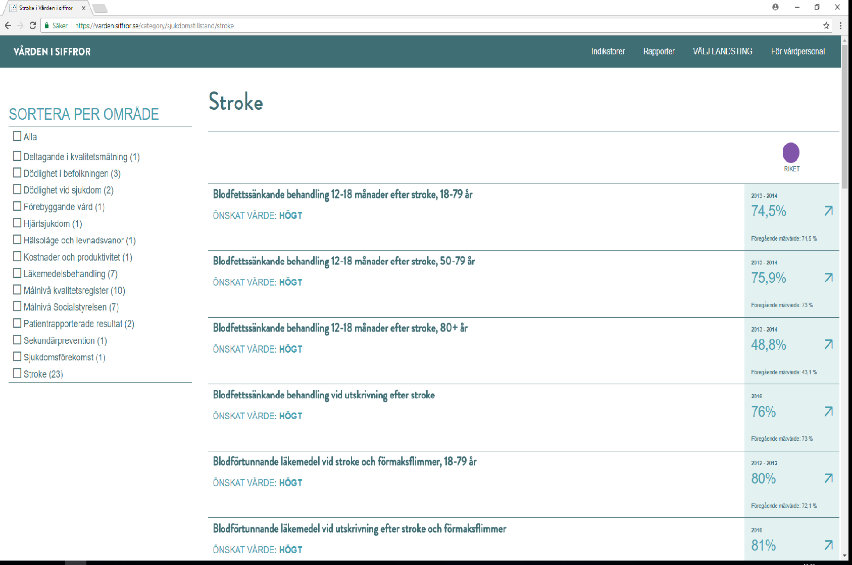 Stroke i Vården i siffror
Säker
https://vardenisiffror.se/category/sjukdomstillstand/stroke
VÅRDEN I SIFFROR
Indikatorer
Rapporter
VÄLJ LANDSTING
För vårdpersonal
SORTERA PER OMRÅDE
Alla
Deltagande i kvalitetsmätning (1)
Dödlighet i befolkningen (3)
Dödlighet vid sjukdom (2)
Förebyggande vård (1)
Hjärtsjukdom (1)
Hälsoläge och levnadsvanor (1)
Kostnader och produktivitet (1)
Läkemedelsbehandling (7)
Målnivå kvalitetsregister (10)
Målnivå Socialstyrelsen (7)
Patientrapporterade resultat (2)
Sekundärprevention (1)
Sjukdomsförekomst (1)
Stroke (23)
Stroke
RIKET
Blodfettssänkande behandling 12-18 månader efter stroke, 18-79 år
ÖNSKAT VÄRDE: HÖGT
2013 - 2014
74,5%
Föregående mätvärde: 71,5 %
Blodfettssänkande behandling 12-18 månader efter stroke, 50-79 år
ÖNSKAT VÄRDE: HÖGT
2013 - 2014
75,9%
Föregående mätvärde: 73 %
Blodfettssänkande behandling 12-18 månader efter stroke, 80+ år
ÖNSKAT VÄRDE: HÖGT
2013 - 2014
48,8%
Föregående mätvärde: 43,1 %
Blodfettssänkande behandling vid utskrivning efter stroke
ÖNSKAT VÄRDE: HÖGT
2016
76%
Föregående mätvärde: 73 %
Blodförtunnande läkemedel vid stroke och förmaksflimmer, 18-79 år
ÖNSKAT VÄRDE: HÖGT
80%
Föregående mätvärde: 72,1 %
Blodförtunnande läkemedel vid utskrivning efter stroke och förmaksflimmer
ÖNSKAT VÄRDE: HÖGT
2016
81%